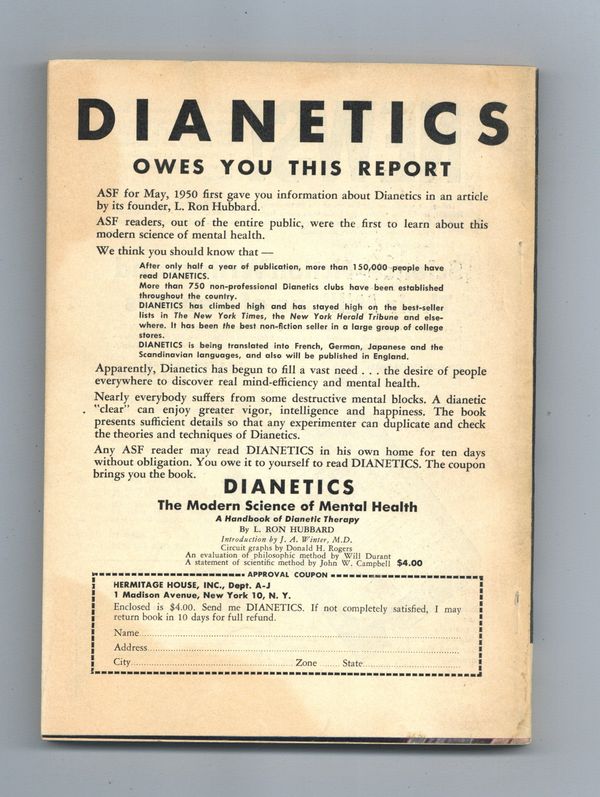 DIANETICS
OWES YOU THIS REPORT
ASF for May, 1950 first gave you information about Dianetics in an article
by its founder, L. Ron Hubbard.
ASF readers, out of the entire public, were the first to learn about this
modern science of mental health.
We think you should know that —
After only half a year of publication, more than 150,000 people have
read DIANETICS.
More than 750 non-professional Dianetics clubs have been established
throughout the country.
DIANETICS has climbed high and has stayed high on the best-seller
lists in The New York Times, the New York Herald Tribune and else-
where. It has been the best non-fiction seller in a large group of college
stores.
DIANETICS is being translated into French, German, Japanese and the
Scandinavian languages, and also will be published in England.
Apparently, Dianetics has begun to fill a vast need . . . the desire of people
everywhere to discover real mind-efficiency and mental health.
Nearly everybody suffers from some destructive mental blocks. A dianetic
"clear" can enjoy greater vigor, intelligence and happiness. The book
presents sufficient details so that any experimenter can duplicate and check
the theories and techniques of Dianetics.
Any ASF reader may read DIANETICS in his own home for ten days
without obligation. You owe it to yourself to read DIANETICS. The coupon
brings you the book.
DIANETICS
The Modern Science of Mental Health
A Handbook of Dianetic Therapy
By L. RON HUBBARD
Introduction by J. A. Winter, M.D.
Circuit graphs by Donald H. Rogers
An evaluation of philosophic method by Will Durant
A statement of scientific method by John W. Campbell $4.00
APPROVAL COUPON
HERMITAGE HOUSE, INC., Dept. A-J
1 Madison Avenue, New York 10, N. Y.
Enclosed is $4.00. Send me DIANETICS. If not completely satisfied, I may
return book in 10 days for full refund.
Name
Address
City Zone State